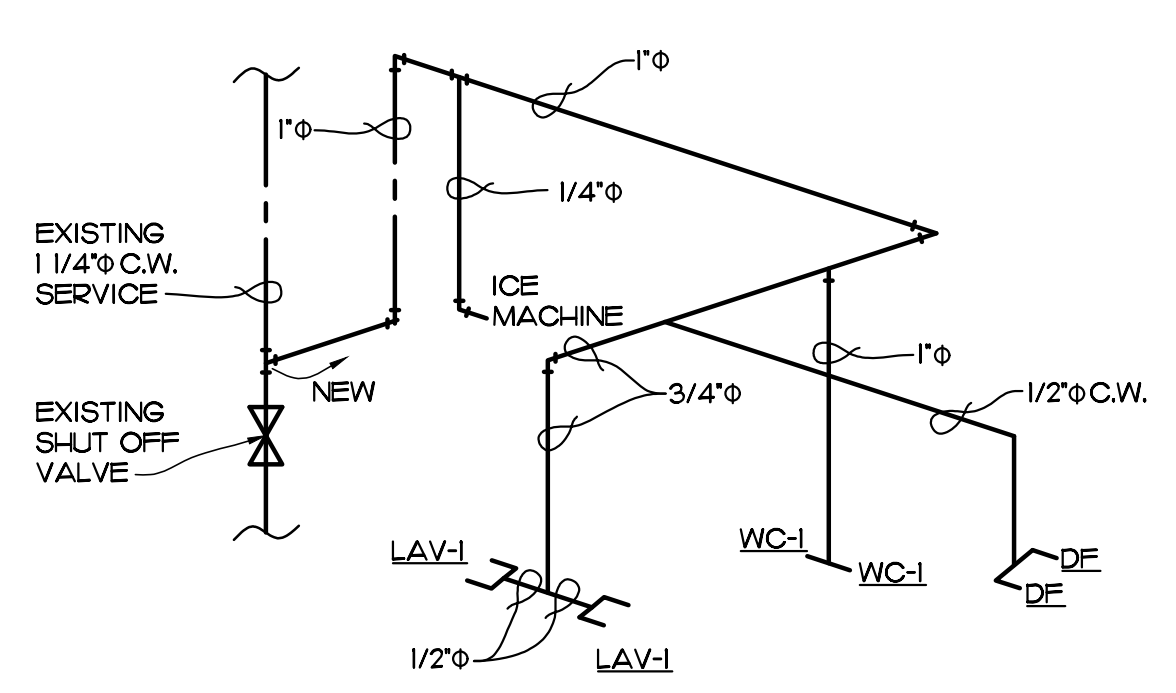 1"Φ
1"Φ
1/4"Φ
EXISTING
1 1/4"Φ C.W.
SERVICE
ICE
MACHINE
NEW
1"Φ
3/4"Φ
1/2"Φ C.W.
EXISTING
SHUT OFF
VALVE
LAV-1
WC-1
WC-1
DF
DF
1/2"Φ
LAV-1